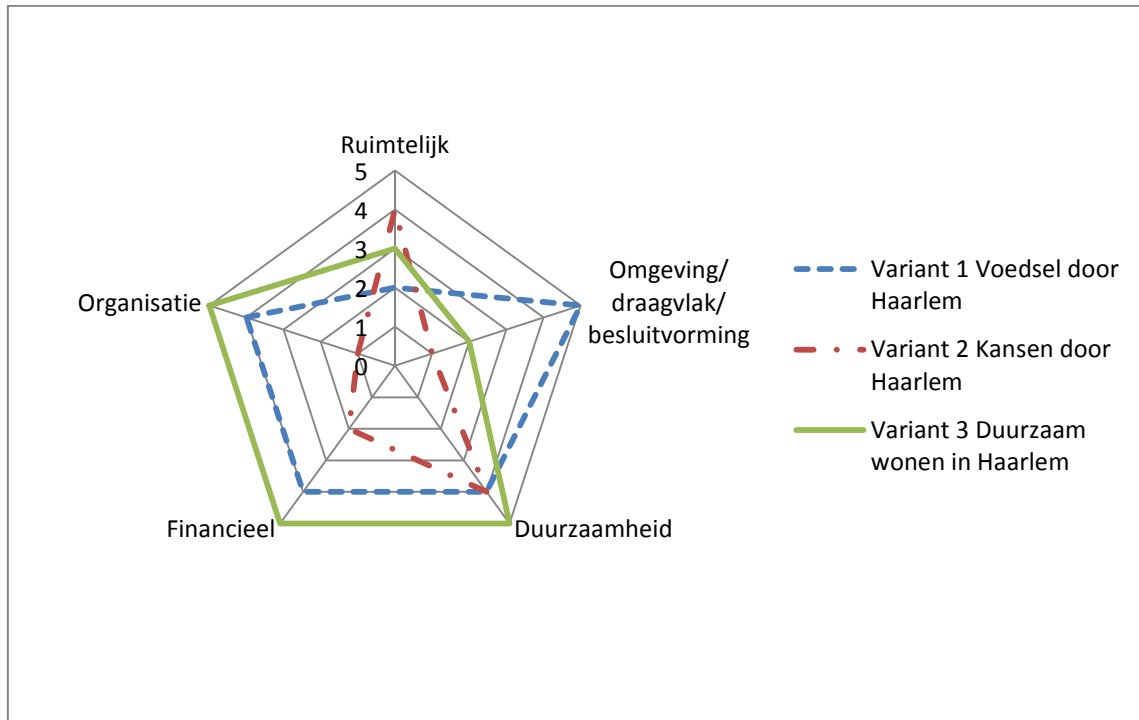 Ruimtelijk
5
4
3
2
1
0
Omgeving/
draagvlak/
besluitvorming
Duurzaamheid
Financieel
Organisatie
Variant 1 Voedsel door
Haarlem
Variant 2 Kansen door
Haarlem
Variant 3 Duurzaam
wonen in Haarlem